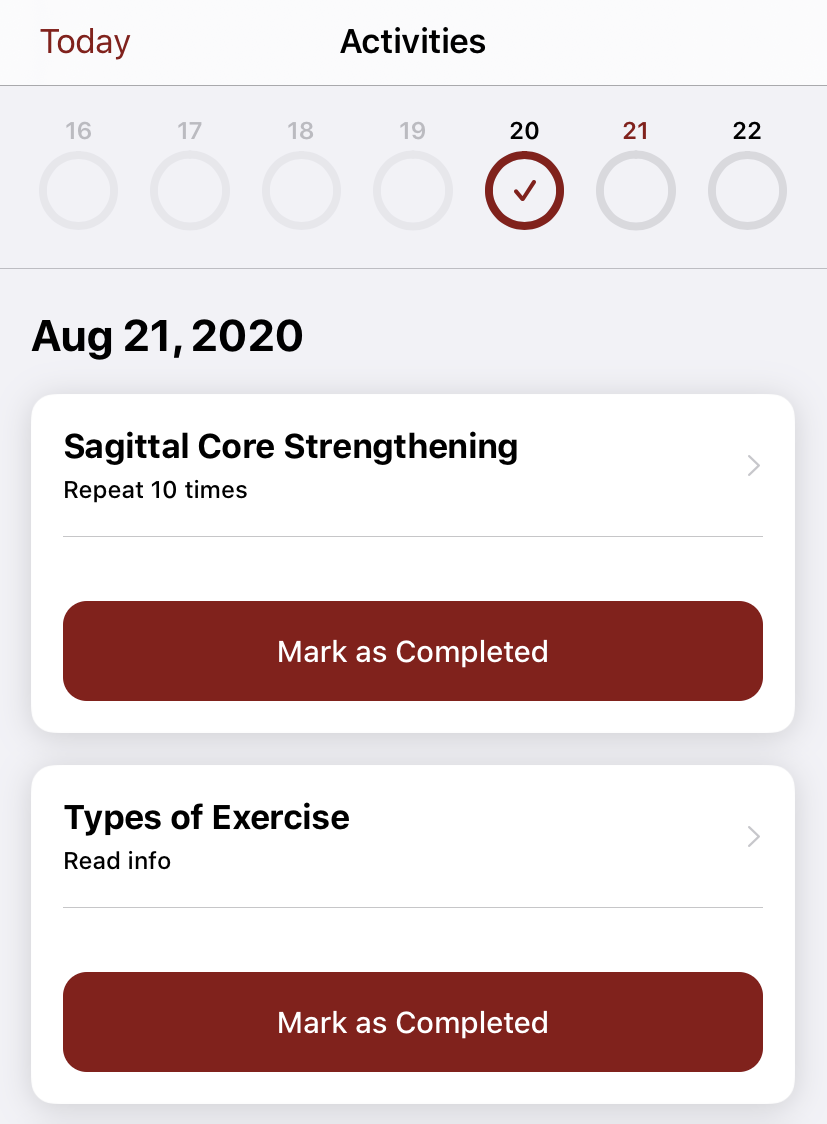 Today Activities
16 17 18 19 20 21 22
Aug 21, 2020
Sagittal Core Strengthening
Repeat 10 times
Mark as Completed
Types of Exercise
Read info
Mark as Completed